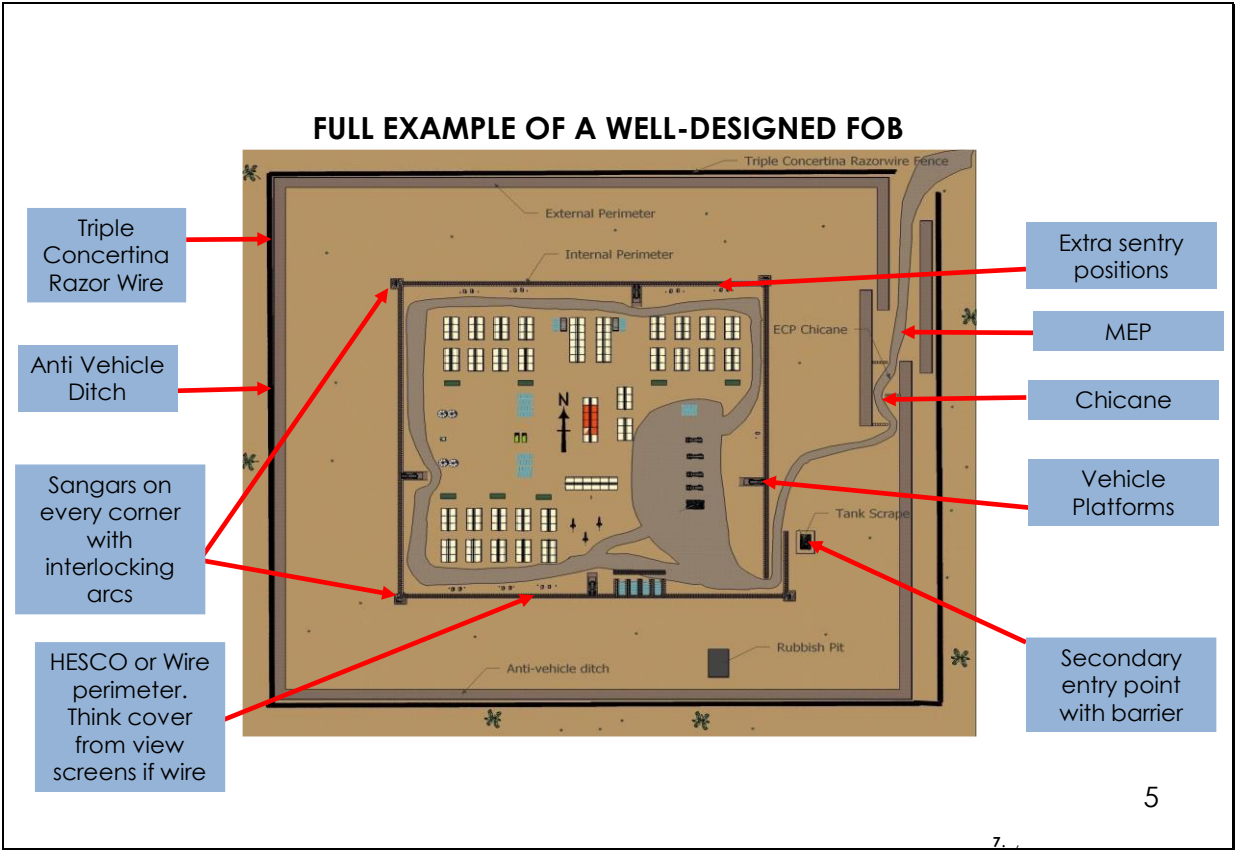 FULL EXAMPLE OF A WELL-DESIGNED FOB
Triple
Concertina
Razor Wire
Anti Vehicle
Ditch
Sangars on
every corner
with
interlocking
arcs
HESCO or Wire
perimeter.
Think cover
from view
screens if wire
Triple Concertina Razorwire Fence
External Perimeter
Internal Perimeter
ECP Chicane
N
Tank Scrape
Rubbish Pit
Anti-vehicle ditch
Extra sentry
positions
MEP
Chicane
Vehicle
Platforms
Secondary
entry point
with barrier
5
7.